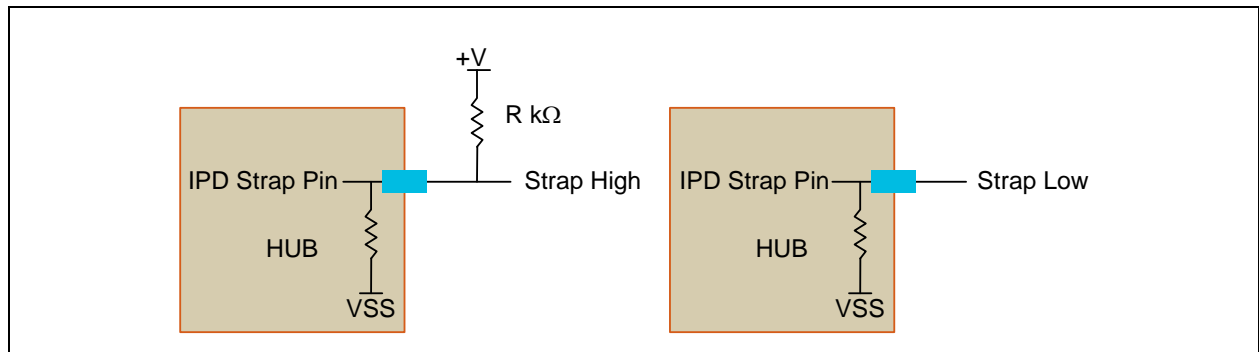 +V
R kΩ
IPD Strap Pin
Strap High
HUB
VSS
IPD Strap Pin
Strap Low
HUB
VSS